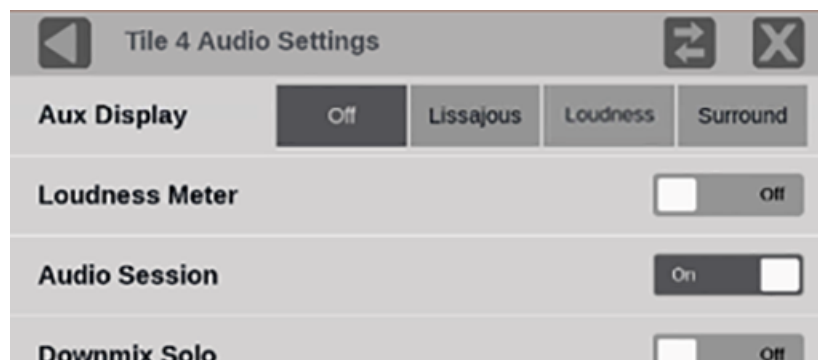 Tile 4 Audio Settings
Aux Display Off Lissajous Loudness Surround
Loudness Meter Off
Audio Session On
Downmix Solo Off